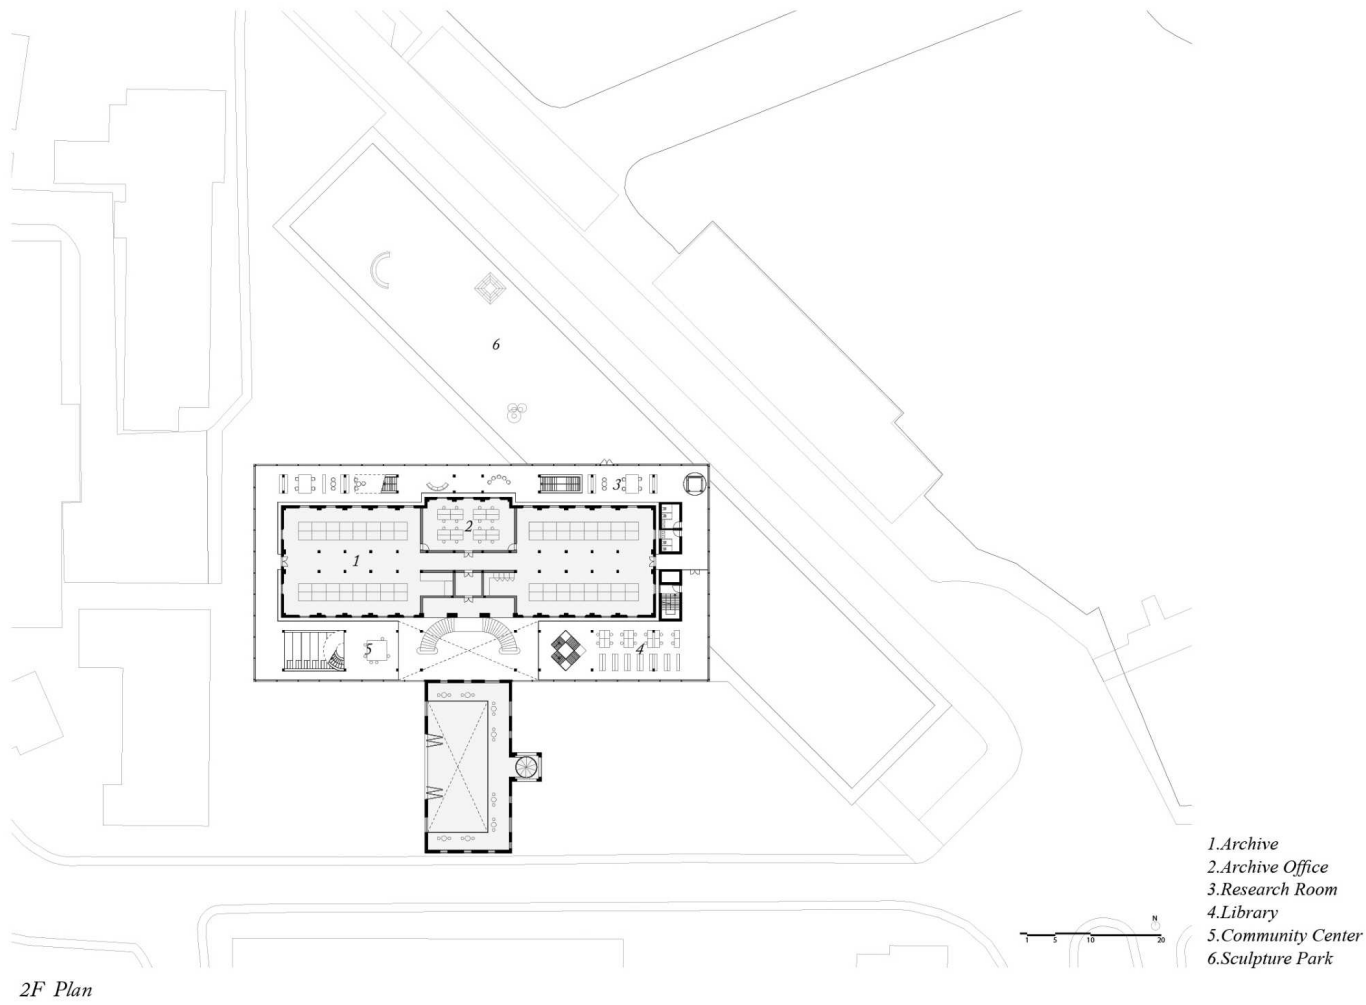 6
3
2
1
5
4
1.Archive
2.Archive Office
3.Research Room
4.Library
5.Community Center
6.Sculpture Park
N
1 5 10 20
2F Plan